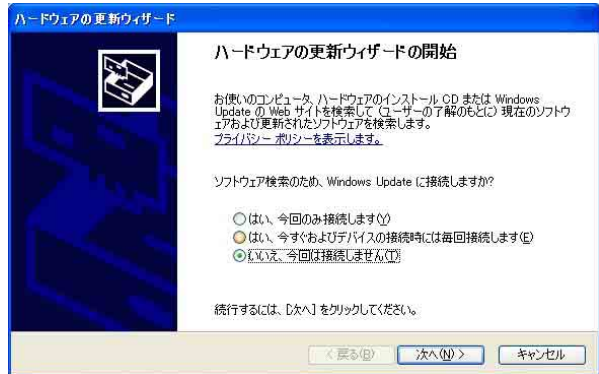 ハードウェアの更新ウィザード
ハードウェアの更新ウィザードの開始
お使いのコンピュータ、ハードウェアのインストール CD または Windows
Update の Web サイトを検索して (ユーザーの了解のもとに) 現在のソフトウ
ェアおよび更新されたソフトウェアを検索します。
プライバシー ポリシーを表示します。
ソフトウェア検索のため、Windows Update に接続しますか?
はい、今回のみ接続します(Y)
はい、今すぐおよびデバイスの接続時には毎回接続します(E)
いいえ、今回は接続しません(T)
続行するには、[次へ] をクリックしてください。
< 戻る(B) 次へ(N) > キャンセル